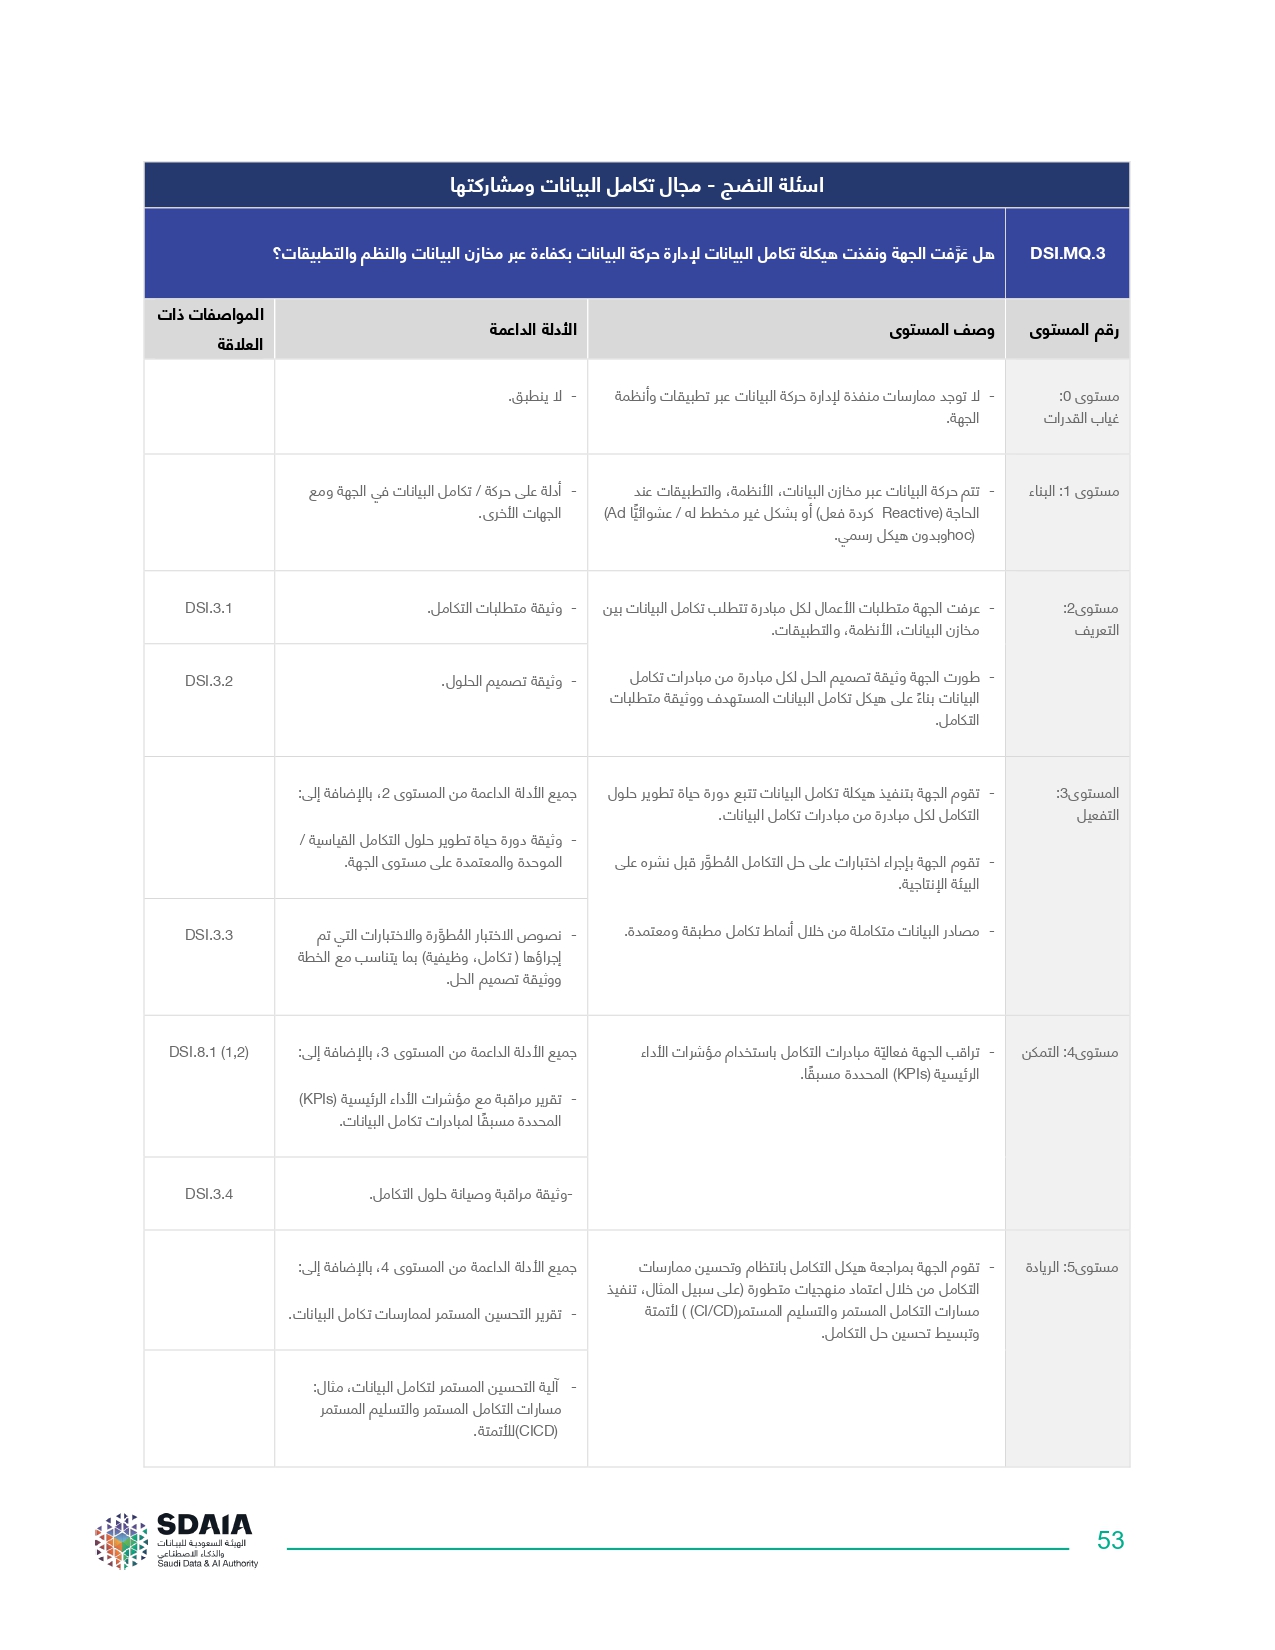 اسئلة النضج - مجال تكامل البيانات ومشاركتها
DSI.MQ.3
هل عَرَّفت الجهة ونفذت هيكلة تكامل البيانات لإدارة حركة البيانات بكفاءة عبر مخازن البيانات والنظم والتطبيقات؟
رقم المستوى
وصف المستوى
الأدلة الداعمة
المواصفات ذات
العلاقة
مستوى 0:
غياب القدرات
- لا توجد ممارسات منفذة لإدارة حركة البيانات عبر تطبيقات وأنظمة
الجهة.
- لا ينطبق.
مستوى 1: البناء
- تتم حركة البيانات عبر مخازن البيانات، الأنظمة، والتطبيقات عند
الحاجة (Reactive كردة فعل) أو بشكل غير مخطط له / عشوائيًّا Ad)
hoc)وبدون هيكل رسمي.
- أدلة على حركة / تكامل البيانات في الجهة ومع
الجهات الأخرى.
مستوى2:
التعريف
- عرفت الجهة متطلبات الأعمال لكل مبادرة تتطلب تكامل البيانات بين
مخازن البيانات، الأنظمة، والتطبيقات.
- طورت الجهة وثيقة تصميم الحل لكل مبادرة من مبادرات تكامل
البيانات بناءً على هيكل تكامل البيانات المستهدف ووثيقة متطلبات
التكامل.
- وثيقة متطلبات التكامل.
DSI.3.1
- وثيقة تصميم الحلول.
DSI.3.2
المستوى3:
التفعيل
- تقوم الجهة بتنفيذ هيكلة تكامل البيانات تتبع دورة حياة تطوير حلول
التكامل لكل مبادرة من مبادرات تكامل البيانات.
- تقوم الجهة بإجراء اختبارات على حل التكامل المُطوَّر قبل نشره على
البيئة الإنتاجية.
- مصادر البيانات متكاملة من خلال أنماط تكامل مطبقة ومعتمدة.
جميع الأدلة الداعمة من المستوى 2، بالإضافة إلى:
- وثيقة دورة حياة تطوير حلول التكامل القياسية /
الموحدة والمعتمدة على مستوى الجهة.
- نصوص الاختبار المُطوَّرة والاختبارات التي تم
إجراؤها ( تكامل، وظيفية) بما يتناسب مع الخطة
ووثيقة تصميم الحل.
DSI.3.3
مستوى4: التمكن
- تراقب الجهة فعاليّة مبادرات التكامل باستخدام مؤشرات الأداء
الرئيسية (KPIs) المحددة مسبقًا.
جميع الأدلة الداعمة من المستوى 3، بالإضافة إلى:
- تقرير مراقبة مع مؤشرات الأداء الرئيسية (KPIs)
المحددة مسبقًا لمبادرات تكامل البيانات.
DSI.8.1 (1,2)
-وثيقة مراقبة وصيانة حلول التكامل.
DSI.3.4
مستوى5: الريادة
- تقوم الجهة بمراجعة هيكل التكامل بانتظام وتحسين ممارسات
التكامل من خلال اعتماد منهجيات متطورة (على سبيل المثال، تنفيذ
مسارات التكامل المستمر والتسليم المستمر(CI/CD) ) لأتمتة
وتبسيط تحسين حل التكامل.
جميع الأدلة الداعمة من المستوى 4، بالإضافة إلى:
- تقرير التحسين المستمر لممارسات تكامل البيانات.
- آلية التحسين المستمر لتكامل البيانات، مثال:
مسارات التكامل المستمر والتسليم المستمر
(CICD)للأتمتة.
SDAIA
الهيئة السعودية للبيانات
والذكاء الاصطناعي
Saudi Data & AI Authority
53